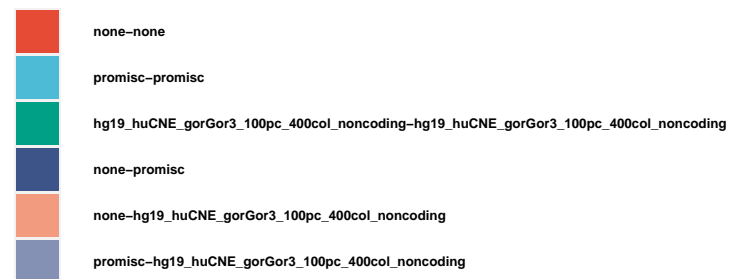 none–none
promisc–promisc
hg19_huCNE_gorGor3_100pc_400col_noncoding–hg19_huCNE_gorGor3_100pc_400col_noncoding
none–promisc
none–hg19_huCNE_gorGor3_100pc_400col_noncoding
promisc–hg19_huCNE_gorGor3_100pc_400col_noncoding